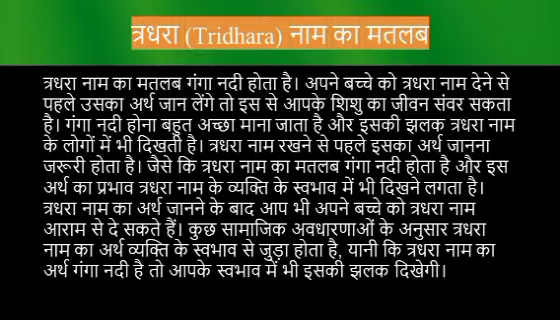 त्रधरा (Tridhara) नाम का मतलब
त्रधरा नाम का मतलब गंगा नदी होता है। अपने बच्चे को त्रधरा नाम देने से
पहले उसका अर्थ जान लेंगे तो इस से आपके शिशु का जीवन संवर सकता
है। गंगा नदी होना बहुत अच्छा माना जाता है और इसकी झलक त्रधरा नाम
के लोगों में भी दिखती है। त्रधरा नाम रखने से पहले इसका अर्थ जानना
जरूरी होता है। जैसे कि त्रधरा नाम का मतलब गंगा नदी होता है और इस
अर्थ का प्रभाव त्रधरा नाम के व्यक्ति के स्वभाव में भी दिखने लगता है।
त्रधरा नाम का अर्थ जानने के बाद आप भी अपने बच्चे को त्रधरा नाम
आराम से दे सकते हैं। कुछ सामाजिक अवधारणाओं के अनुसार त्रधरा
नाम का अर्थ व्यक्ति के स्वभाव से जुड़ा होता है, यानी कि त्रधरा नाम का
अर्थ गंगा नदी है तो आपके स्वभाव में भी इसकी झलक दिखेगी।